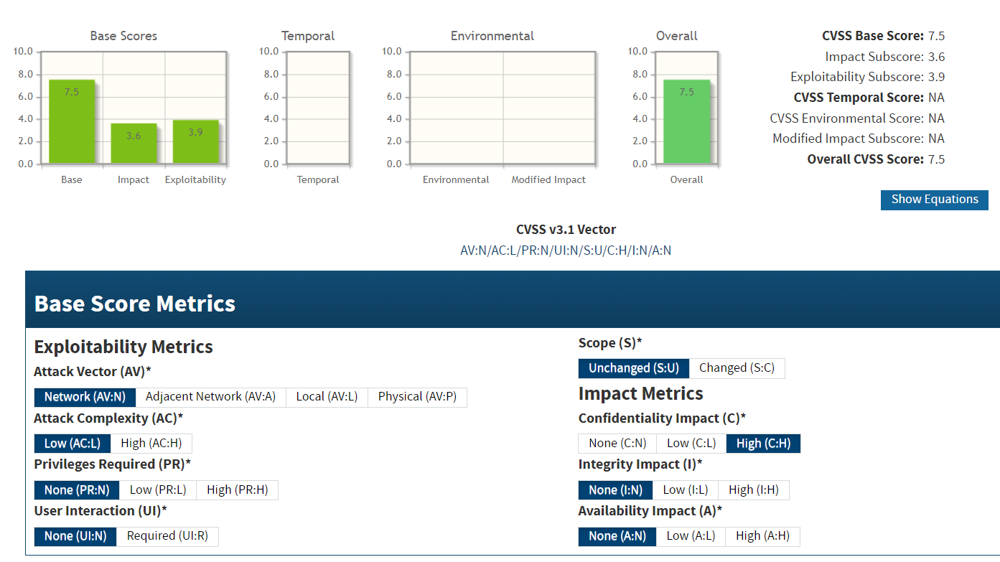 Base Scores
10.0
8.0
6.0
4.0
2.0
0.0
7.5
3.6
3.9
Base Impact Exploitability
Temporal
10.0
8.0
6.0
4.0
2.0
0.0
Temporal
Environmental
10.0
8.0
6.0
4.0
2.0
0.0
Environmental Modified Impact
Overall
10.0
8.0
6.0
4.0
2.0
0.0
7.5
Overall
CVSS Base Score: 7.5
Impact Subscore: 3.6
Exploitability Subscore: 3.9
CVSS Temporal Score: NA
CVSS Environmental Score: NA
Modified Impact Subscore: NA
Overall CVSS Score: 7.5
Show Equations
CVSS v3.1 Vector
AV:N/AC:L/PR:N/UI:N/S:U/C:H/I:N/A:N
Base Score Metrics
Exploitability Metrics
Attack Vector (AV)*
Network (AV:N) Adjacent Network (AV:A) Local (AV:L) Physical (AV:P)
Attack Complexity (AC)*
Low (AC:L) High (AC:H)
Privileges Required (PR)*
None (PR:N) Low (PR:L) High (PR:H)
User Interaction (UI)*
None (UI:N) Required (UI:R)
Scope (S)*
Unchanged (S:U) Changed (S:C)
Impact Metrics
Confidentiality Impact (C)*
None (C:N) Low (C:L) High (C:H)
Integrity Impact (I)*
None (I:N) Low (I:L) High (I:H)
Availability Impact (A)*
None (A:N) Low (A:L) High (A:H)